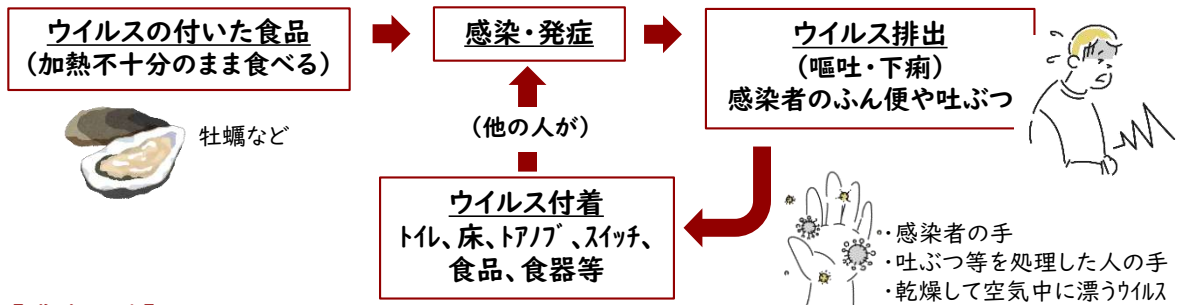 ウイルスの付いた食品
(加熱不十分のまま食べる)
感染・発症
ウイルス排出
(嘔吐・下痢)
感染者のふん便や吐ぶつ
牡蠣など
(他の人が)
ウイルス付着
ﾄｲﾚ、床、ﾄｱﾉﾌﾞ、ｽｲｯﾁ、
食品、食器等
・感染者の手
・吐ぶつ等を処理した人の手
・乾燥して空気中に漂うｳｲﾙｽ